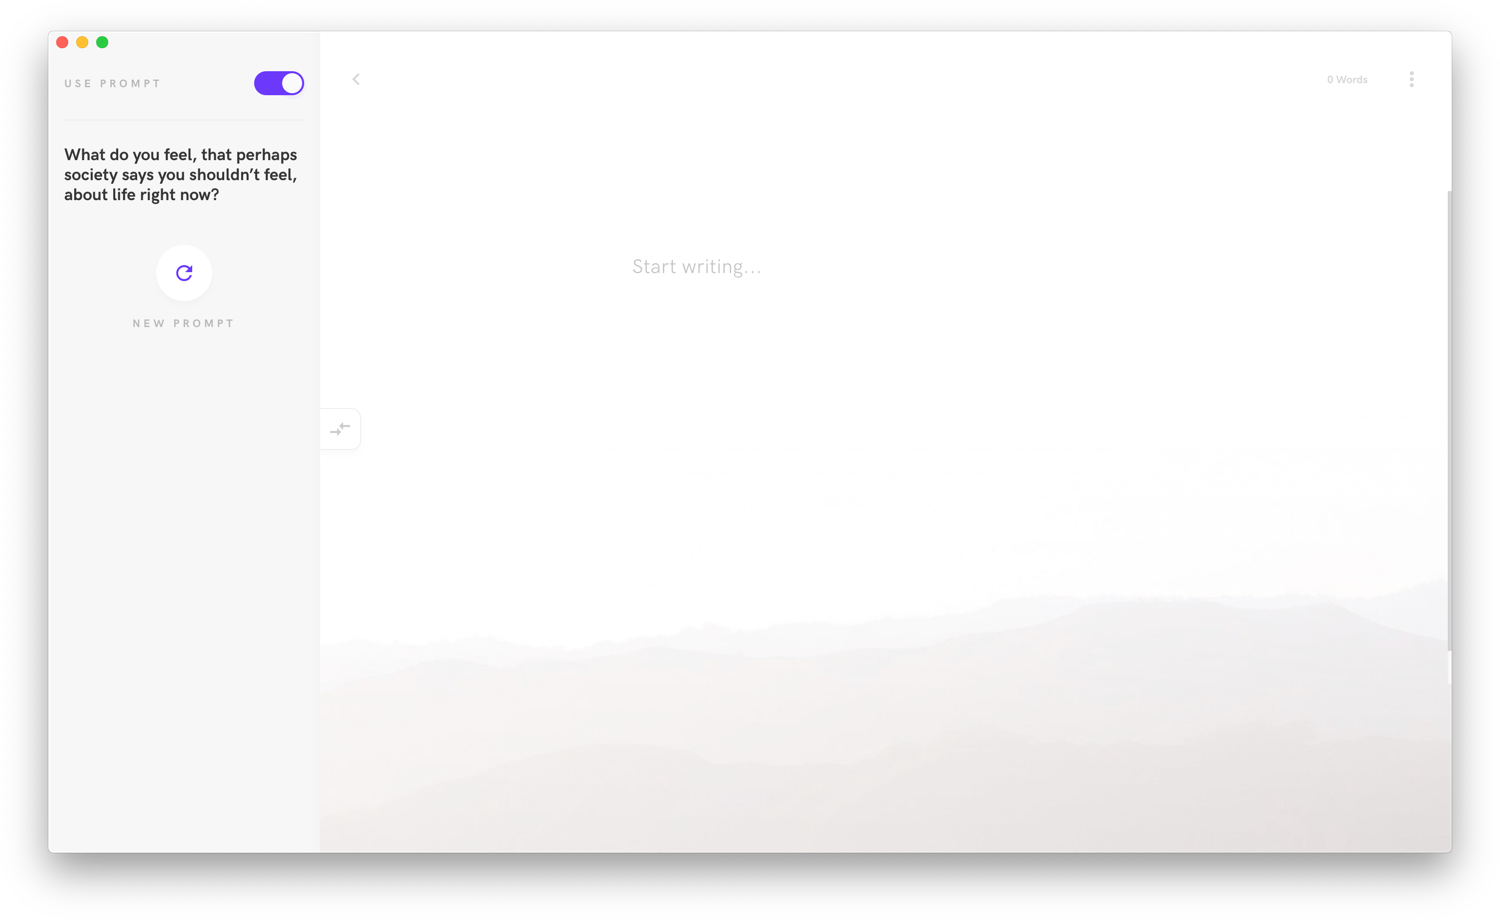 USE PROMPT
What do you feel, that perhaps
society says you shouldn’t feel,
about life right now?
NEW PROMPT
0 Words
Start writing...